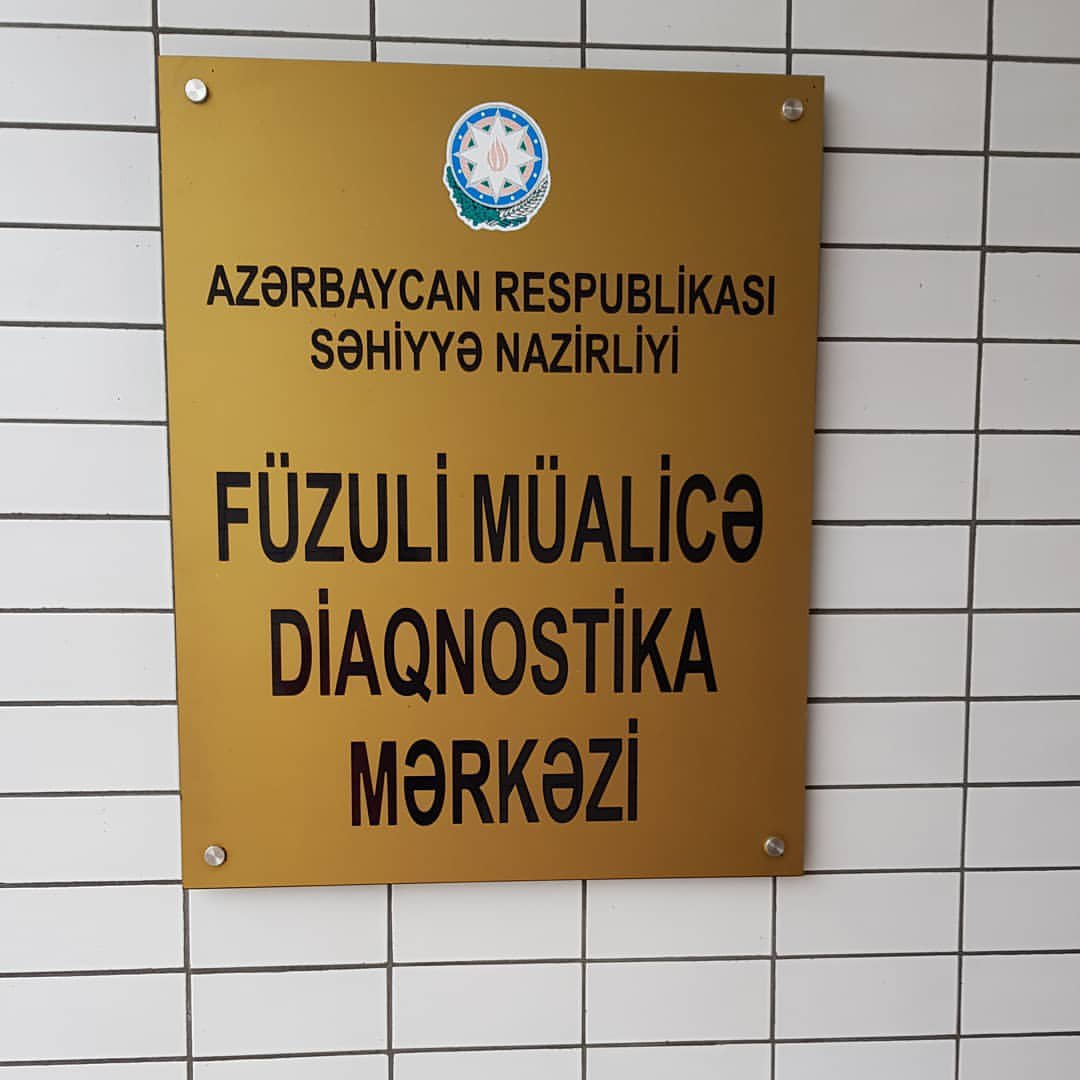 AZƏRBAYCAN RESPUBLİKASI
SƏHİYYƏ NAZİRLİYİ
FÜZULİ MÜALİCƏ
DİAQNOSTİKA
MƏRKƏZİ